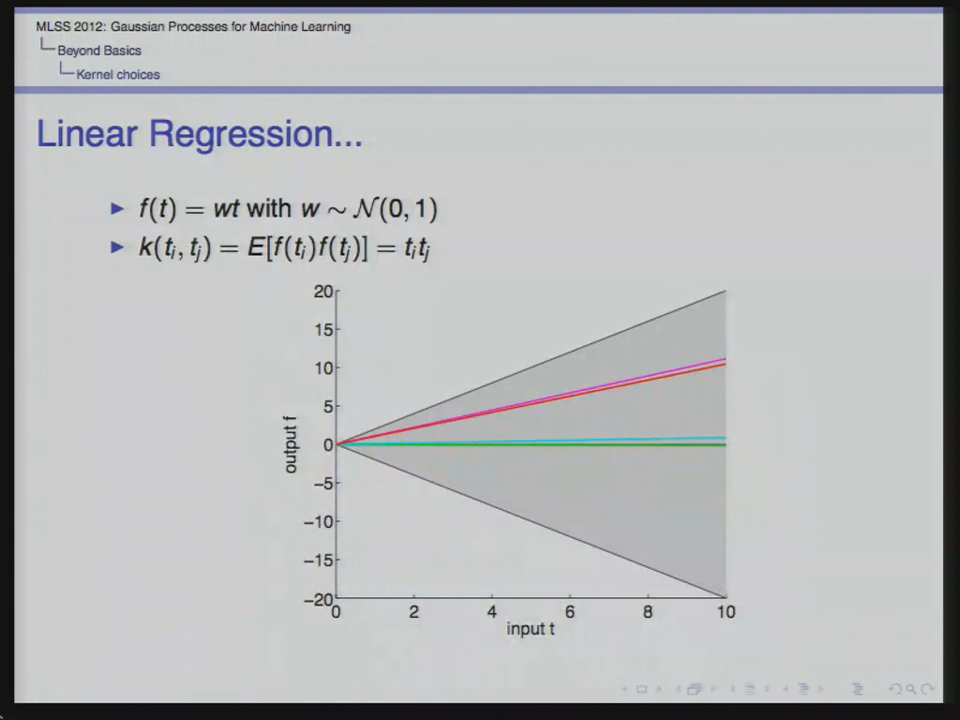 MLSS 2012: Gaussian Processes for Machine Learning
Beyond Basics
Kernel choices
Linear Regression...
f(t) = wt with w ∼ 𝒩(0, 1)
k(tᵢ, tⱼ) = E[f(tᵢ)f(tⱼ)] = tᵢtⱼ
20
15
10
5
0
−5
−10
−15
−20
output f
0 2 4 6 8 10
input t